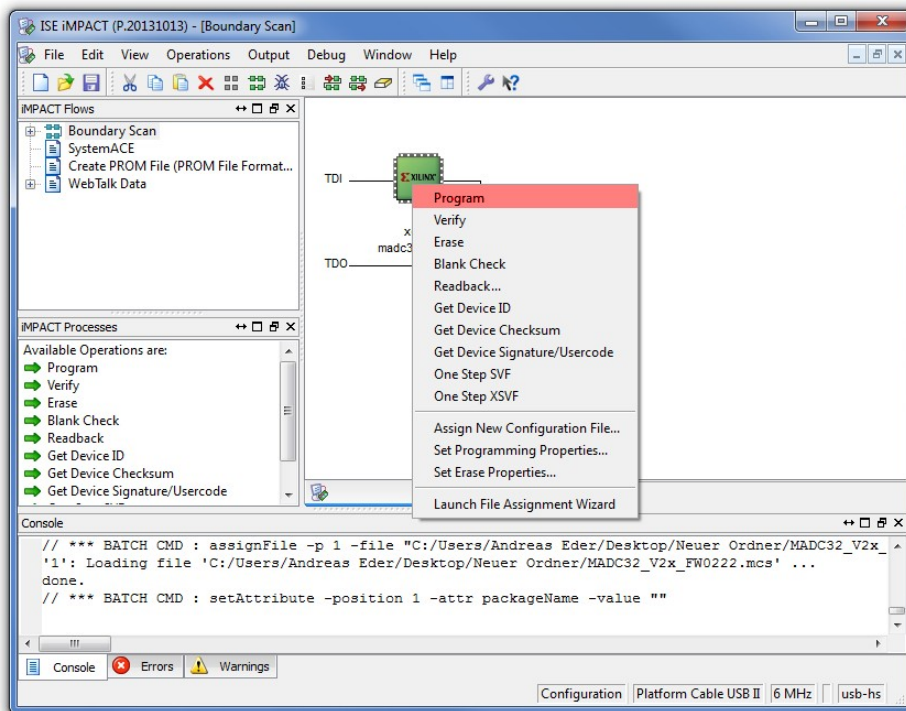 ISE iMPACT (P.20131013) - [Boundary Scan]
File Edit View Operations Output Debug Window Help
iMPACT Flows
Boundary Scan
SystemACE
Create PROM File (PROM File Format...
WebTalk Data
TDI
XILINX
x
madc3
TDO
Program
Verify
Erase
Blank Check
Readback...
Get Device ID
Get Device Checksum
Get Device Signature/Usercode
One Step SVF
One Step XSVF
Assign New Configuration File...
Set Programming Properties...
Set Erase Properties...
Launch File Assignment Wizard
iMPACT Processes
Available Operations are:
Program
Verify
Erase
Blank Check
Readback
Get Device ID
Get Device Checksum
Get Device Signature/Usercode
Console
// *** BATCH CMD : assignFile -p 1 -file "C:/Users/Andreas Eder/Desktop/Neuer Ordner/MADC32_V2x_
'1': Loading file 'C:/Users/Andreas Eder/Desktop/Neuer Ordner/MADC32_V2x_FW0222.mcs' ...
done.
// *** BATCH CMD : setAttribute -position 1 -attr packageName -value ""
Console Errors Warnings
Configuration Platform Cable USB II 6 MHz usb-hs